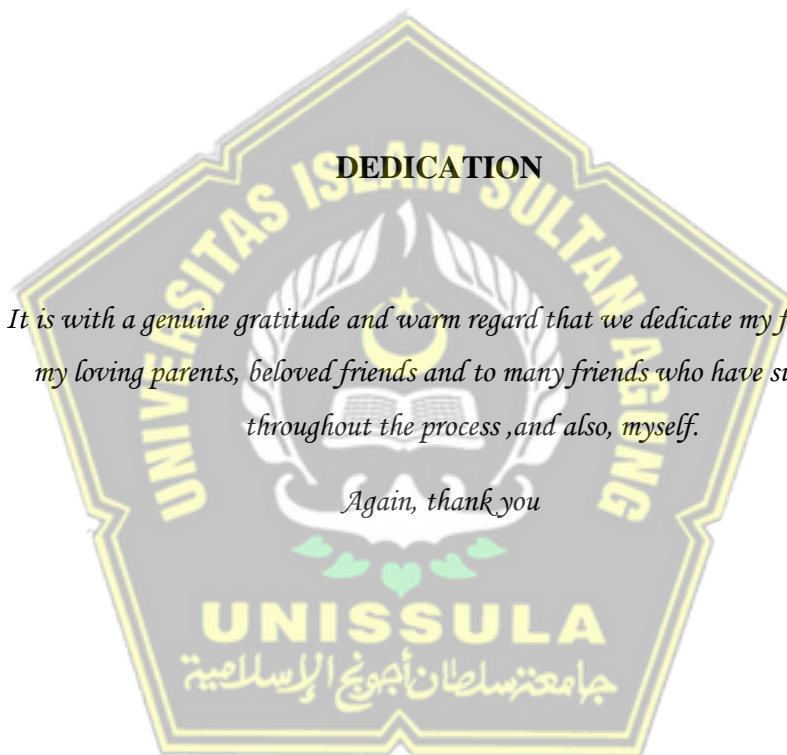 DEDICATION
UNIVERSITAS ISLAM SULTAN AGUNG
It is with a genuine gratitude and warm regard that we dedicate my
my loving parents, beloved friends and to many friends who have
throughout the process ,and also, myself.
Again, thank you
UNISSULA
جامعتنسلطان أجونج الإسلامية